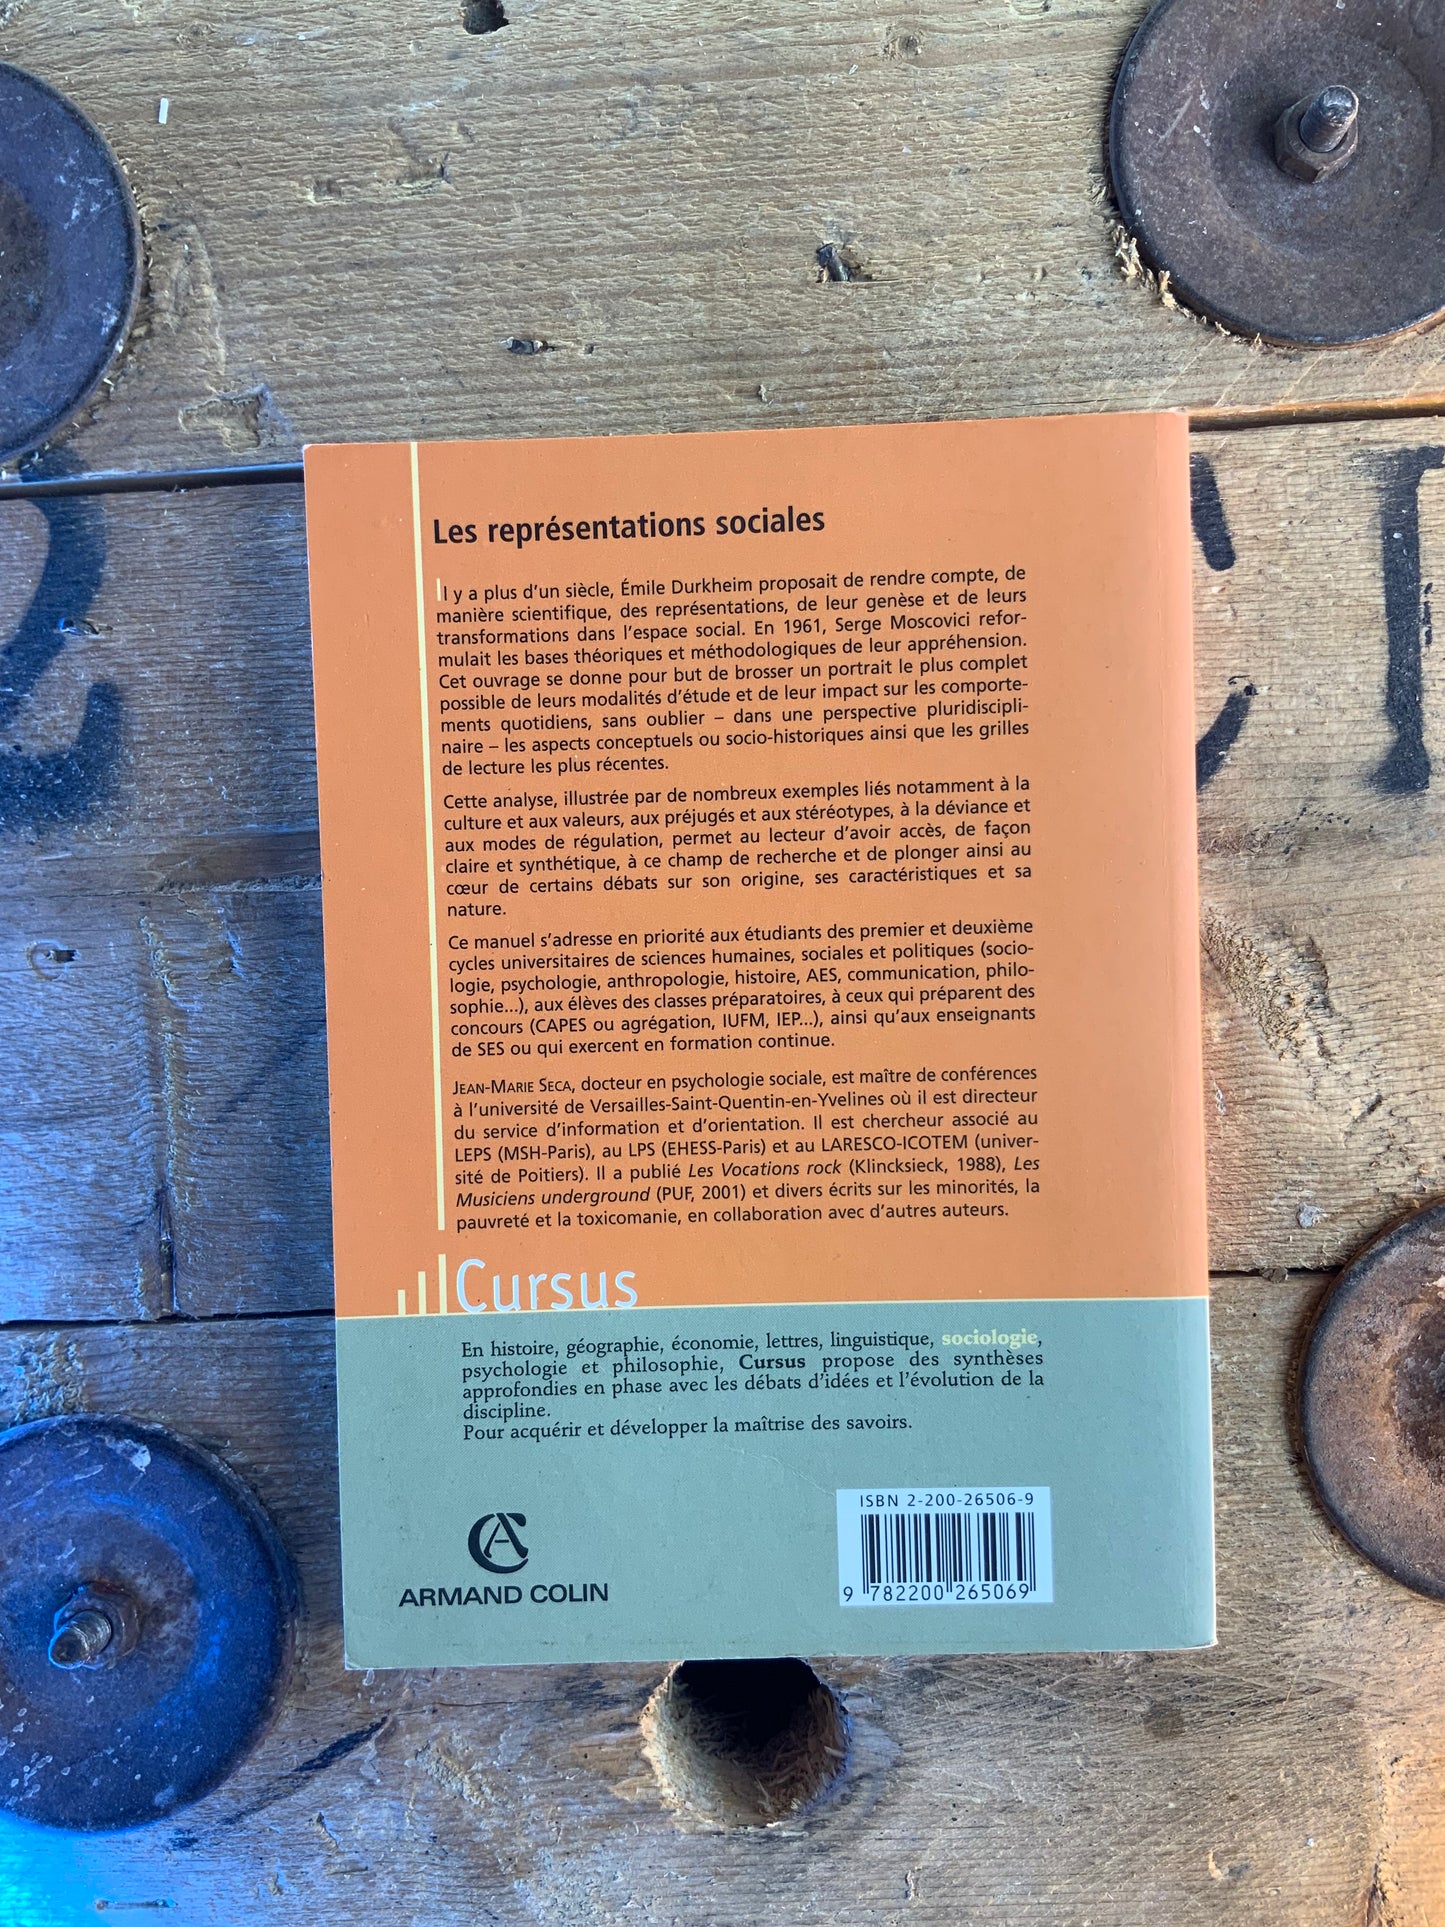 Les représentations sociales
Il y a plus d'un siècle, Émile Durkheim proposait de rendre compte, de
manière scientifique, des représentations, de leur genèse et de leurs
transformations dans l'espace social. En 1961, Serge Moscovici refor-
mulait les bases théoriques et méthodologiques de leur appréhension.
Cet ouvrage se donne pour but de brosser un portrait le plus complet
possible de leurs modalités d'étude et de leur impact sur les comporte-
ments quotidiens, sans oublier – dans une perspective pluridiscipli-
naire – les aspects conceptuels ou socio-historiques ainsi que les grilles
de lecture les plus récentes.
Cette analyse, illustrée par de nombreux exemples liés notamment à la
culture et aux valeurs, aux préjugés et aux stéréotypes, à la déviance et
aux modes de régulation, permet au lecteur d'avoir accès, de façon
claire et synthétique, à ce champ de recherche et de plonger ainsi au
cœur de certains débats sur son origine, ses caractéristiques et sa
nature.
Ce manuel s'adresse en priorité aux étudiants des premier et deuxième
cycles universitaires de sciences humaines, sociales et politiques (socio-
logie, psychologie, anthropologie, histoire, AES, communication, philo-
sophie...), aux élèves des classes préparatoires, à ceux qui préparent des
concours (CAPES ou agrégation, IUFM, IEP...), ainsi qu'aux enseignants
de SES ou qui exercent en formation continue.
JEAN-MARIE SECA, docteur en psychologie sociale, est maître de conférences
à l'université de Versailles-Saint-Quentin-en-Yvelines où il est directeur
du service d'information et d'orientation. Il est chercheur associé au
LEPS (MSH-Paris), au LPS (EHESS-Paris) et au LARESCO-ICOTEM (univer-
sité de Poitiers). Il a publié Les Vocations rock (Klincksieck, 1988), Les
Musiciens underground (PUF, 2001) et divers écrits sur les minorités, la
pauvreté et la toxicomanie, en collaboration avec d'autres auteurs.
Cursus
En histoire, géographie, économie, lettres, linguistique, sociologie,
psychologie et philosophie, Cursus propose des synthèses
approfondies en phase avec les débats d'idées et l'évolution de la
discipline.
Pour acquérir et développer la maîtrise des savoirs.
ISBN 2-200-26506-9
9 782200 265069
CA
ARMAND COLIN